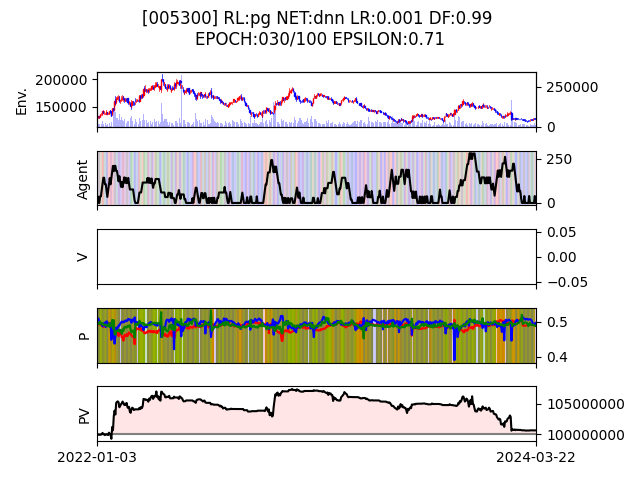 [005300] RL:pg NET:dnn LR:0.001 DF:0.99
EPOCH:030/100 EPSILON:0.71
Env.
200000
150000
250000
0
Agent
250
0
V
0.05
0.00
−0.05
P
0.5
0.4
PV
105000000
100000000
2022-01-03
2024-03-22